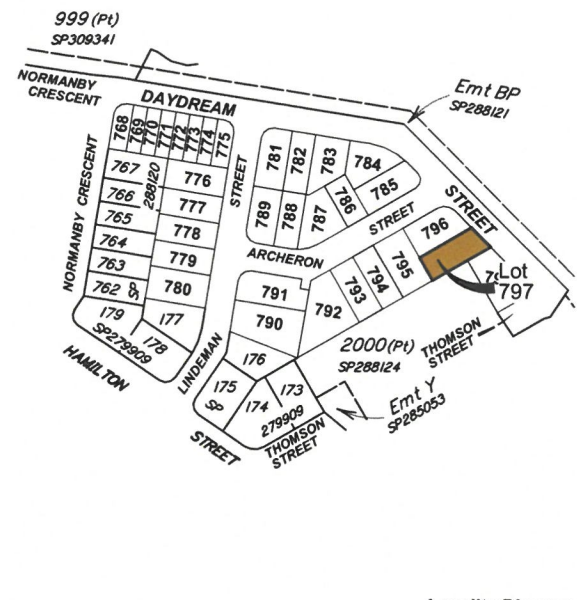 999 (Pt)
SP309341
NORMANBY
CRESCENT
DAYDREAM
STREET
Emt BP
SP288121
768
769
770
771
772
773
774
775
767
766
765
764
763
762
288120
SP
776
777
778
779
780
NORMANBY CRESCENT
STREET
781
782
783
784
785
786
787
788
789
ARCHERON
STREET
796
795
794
793
792
791
790
Lot
797
2000 (Pt)
SP288124
THOMSON
STREET
179
178
177
SP279909
HAMILTON
STREET
LINDEMAN
176
175
174
173
SP
279909
THOMSON
STREET
Emt Y
SP285053